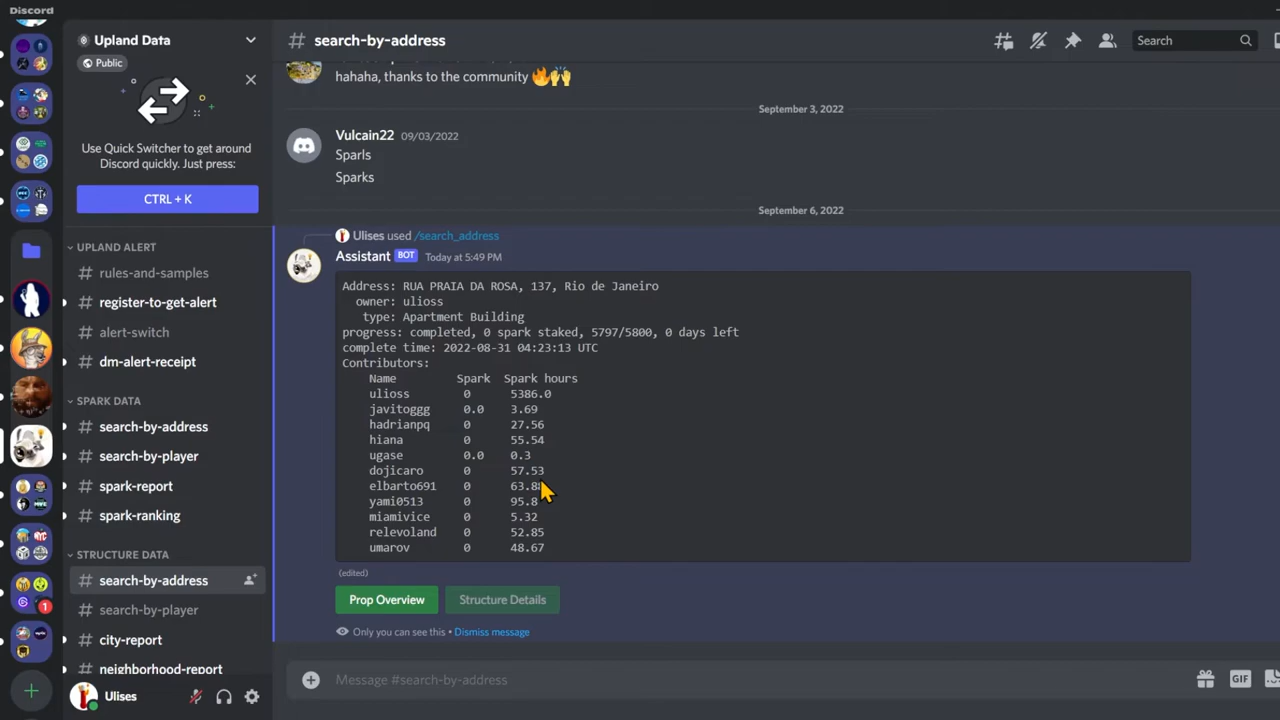 Discord
Upland Data
Public
Use Quick Switcher to get around
Discord quickly. Just press:
CTRL + K
UPLAND ALERT
# rules-and-samples
# register-to-get-alert
# alert-switch
# dm-alert-receipt
SPARK DATA
# search-by-address
# search-by-player
# spark-report
# spark-ranking
STRUCTURE DATA
# search-by-address
# search-by-player
# city-report
# neighborhood-report
1
Ulises
# search-by-address
Search
hahaha, thanks to the community 🔥🙌
September 3, 2022
Vulcain22 09/03/2022
Sparls
Sparks
September 6, 2022
Ulises used /search_address
Assistant BOT Today at 5:49 PM
Address: RUA PRAIA DA ROSA, 137, Rio de Janeiro
owner: ulioss
type: Apartment Building
progress: completed, 0 spark staked, 5797/5800, 0 days left
complete time: 2022-08-31 04:23:13 UTC
Contributors:
Name Spark Spark hours
ulioss 0 5386.0
javitoggg 0.0 3.69
hadrianpq 0 27.56
hiana 0 55.54
ugase 0.0 0.3
dojicaro 0 57.53
elbarto691 0
yami0513 0 95.8
miamivice 0 5.32
relevoland 0 52.85
umarov 0 48.67
(edited)
Prop Overview
Structure Details
Only you can see this • Dismiss message
Message #search-by-address
GIF